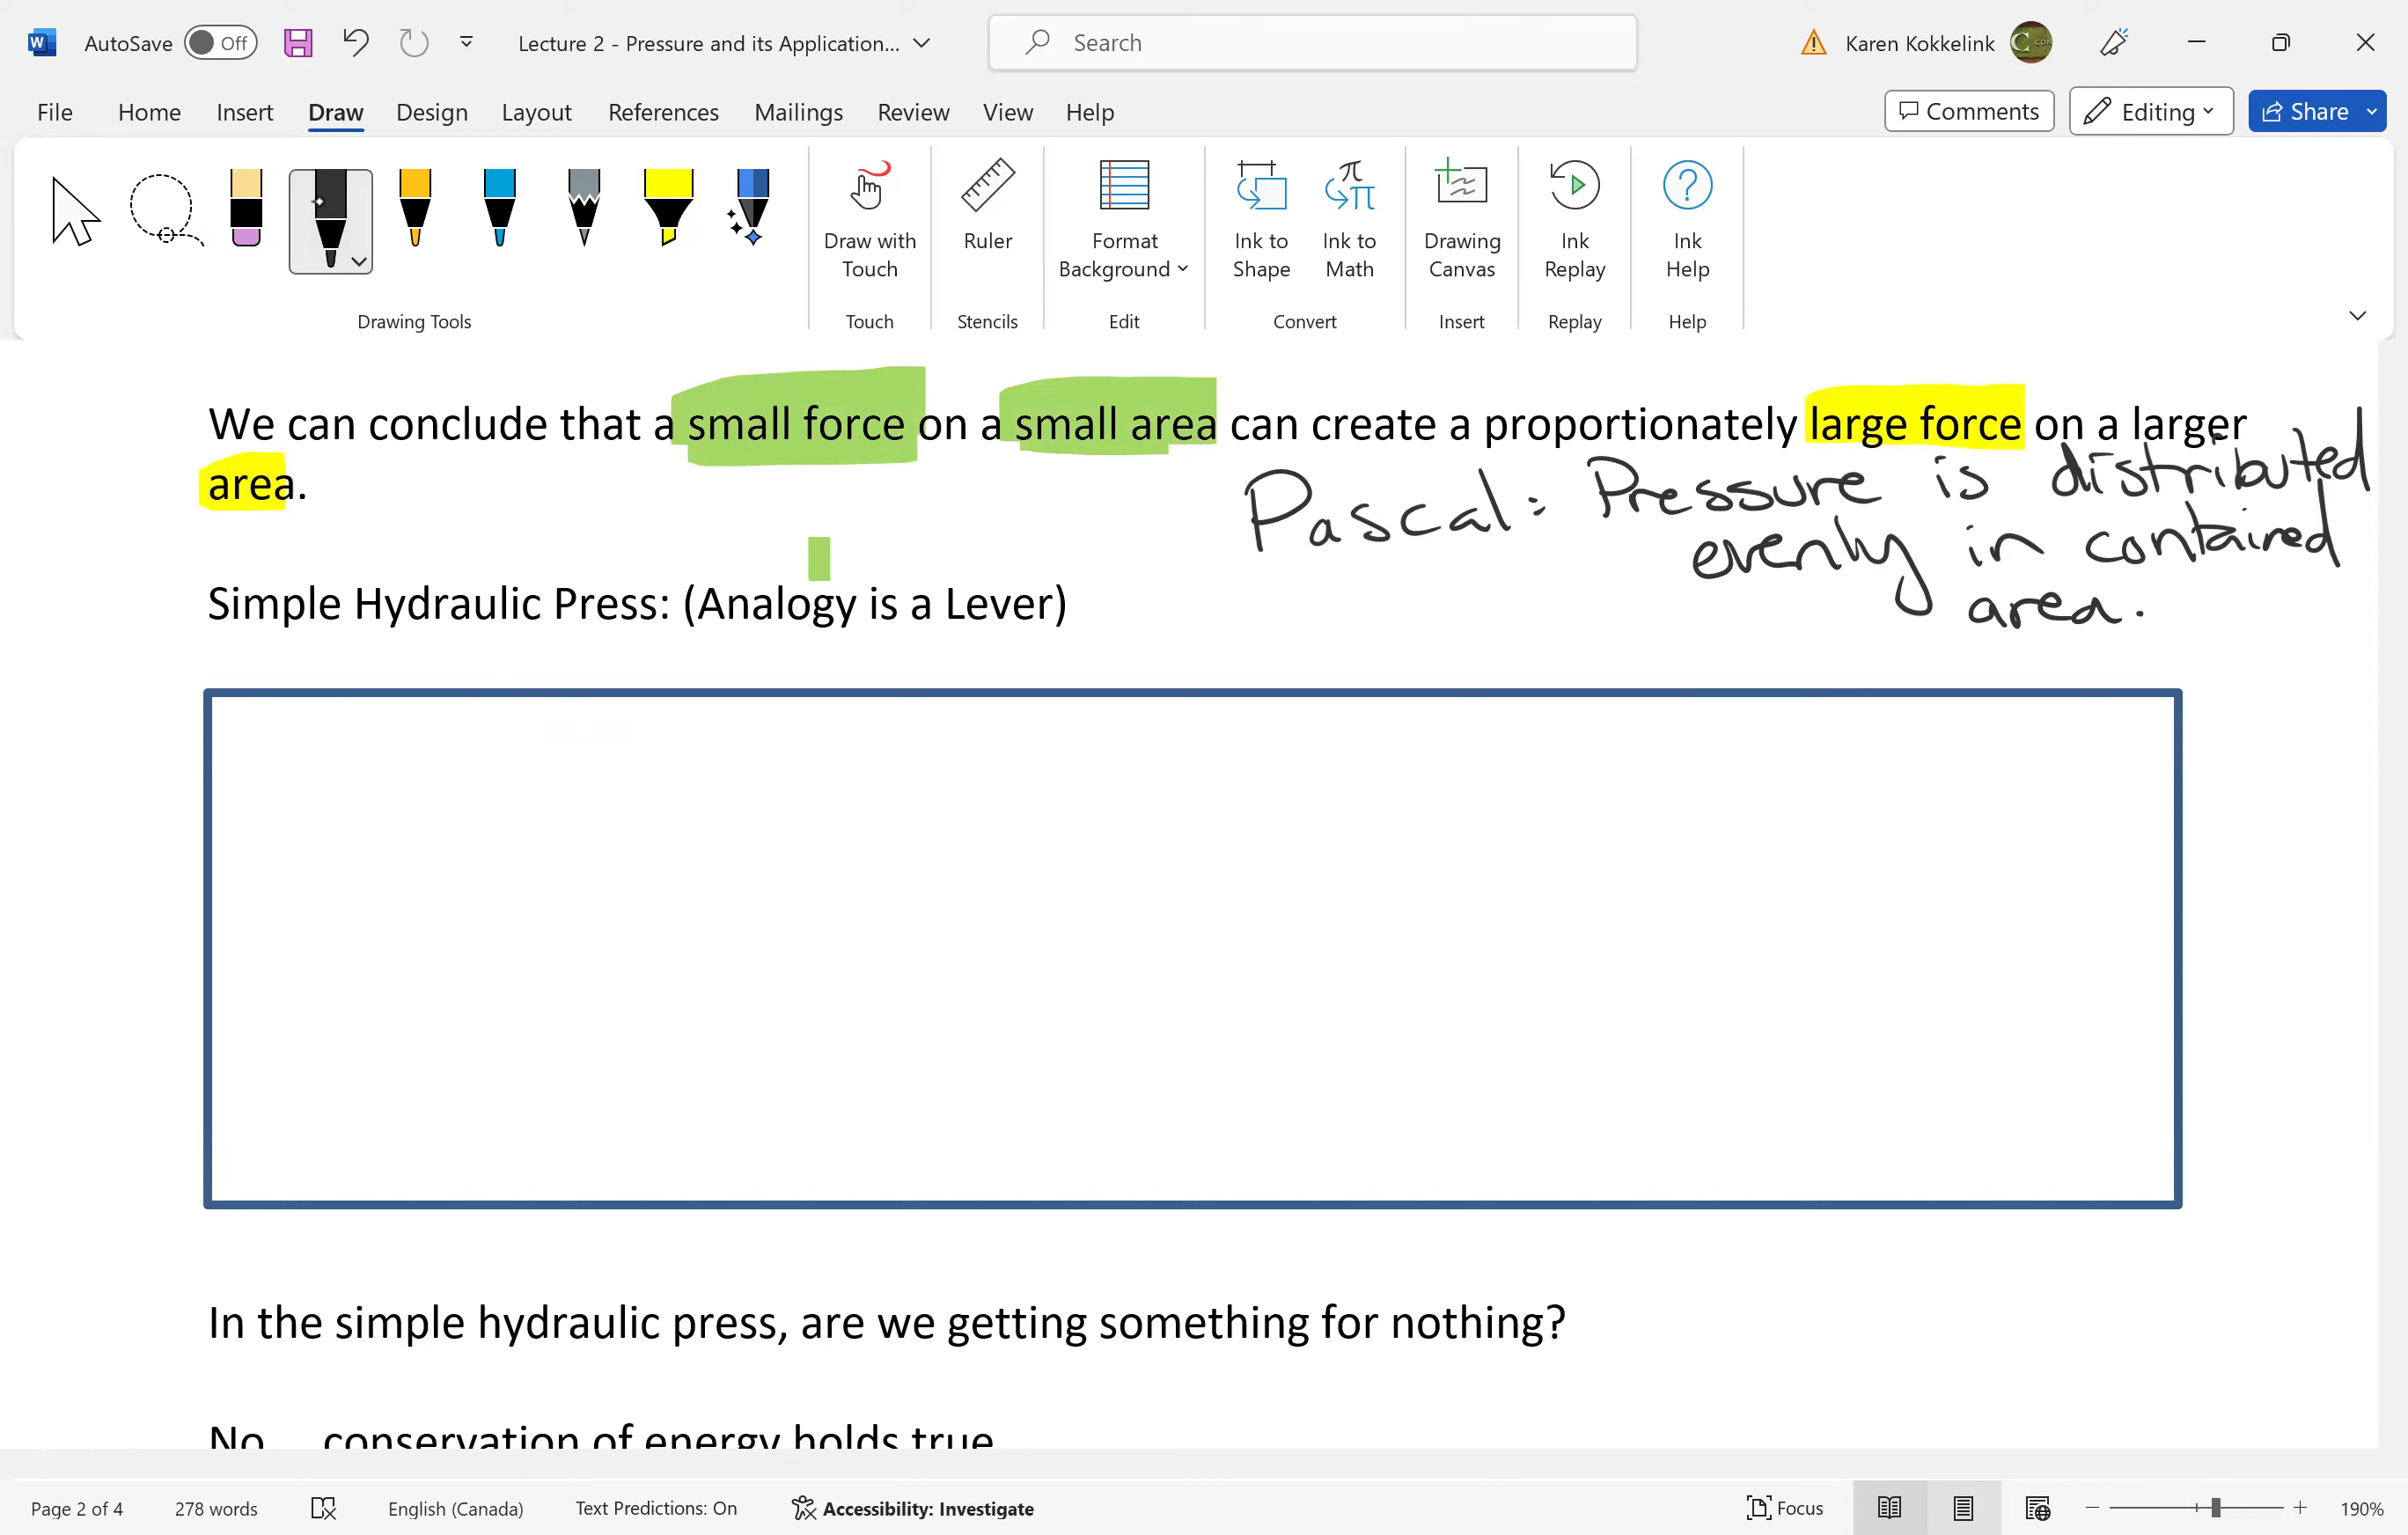 AutoSave Off Lecture 2 - Pressure and its Application... Search Karen Kokkelink
File Home Insert Draw Design Layout References Mailings Review View Help Comments Editing Share
Draw with Touch Ruler Format Background Ink to Shape Ink to Math Drawing Canvas Ink Replay Ink Help
Drawing Tools Touch Stencils Edit Convert Insert Replay Help
We can conclude that a small force on a small area can create a proportionately large force on a larger
area.
Pascal: Pressure is distributed
evenly in contained
area.
Simple Hydraulic Press: (Analogy is a Lever)
In the simple hydraulic press, are we getting something for nothing?
No conservation of energy holds true
Page 2 of 4 278 words English (Canada) Text Predictions: On Accessibility: Investigate Focus 190%